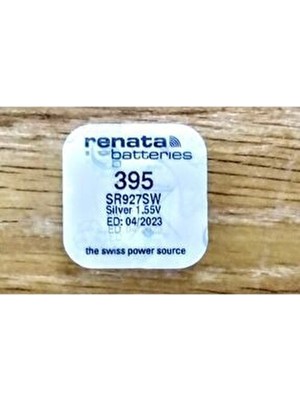 renata
batteries
395
SR927SW
Silver 1.55V
ED: 04/2023
the swiss power source